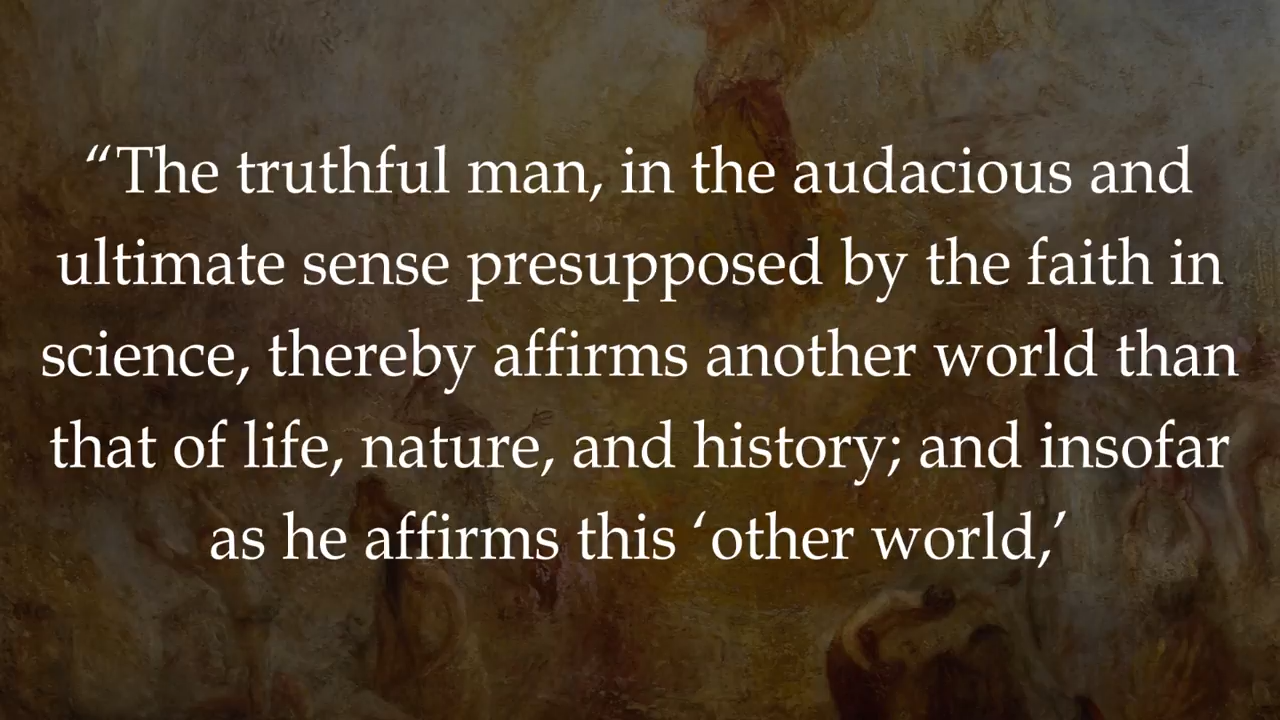 “The truthful man, in the audacious and
ultimate sense presupposed by the faith in
science, thereby affirms another world than
that of life, nature, and history; and insofar
as he affirms this ‘other world,’